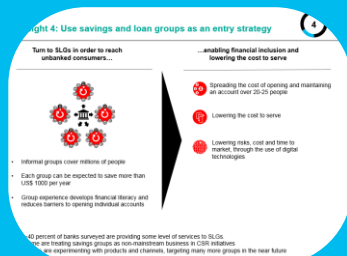 ight 4: Use savings and loan groups as an entry strategy
4
Turn to SLGs in order to reach
unbanked consumers…
…enabling financial inclusion and
lowering the cost to serve
Spreading the cost of opening and maintaining
an account over 20-25 people
Lowering the cost to serve
Lowering risks, cost and time to
market, through the use of digital
technologies
• Informal groups cover millions of people
• Each group can be expected to save more than
US$ 1000 per year
• Group experience develops financial literacy and
reduces barriers to opening individual accounts
40 percent of banks surveyed are providing some level of services to SLGs.
me are treating savings groups as non-mainstream business in CSR initiatives
are experimenting with products and channels, targeting many more groups in the near future